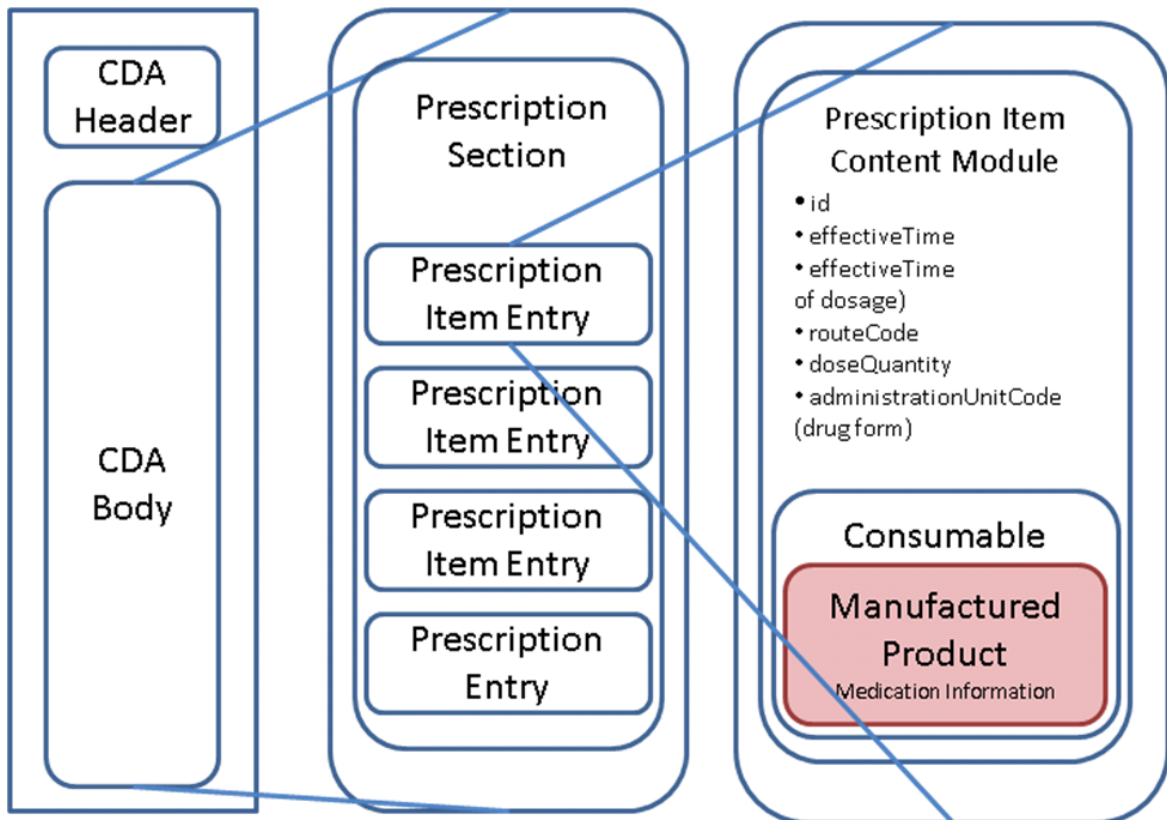 CDA
Header
CDA
Body
Prescription
Section
Prescription
Item Entry
Prescription
Item Entry
Prescription
Item Entry
Prescription
Entry
Prescription Item
Content Module
• id
• effectiveTime
• effectiveTime
of dosage)
• routeCode
• doseQuantity
• administrationUnitCode
(drug form)
Consumable
Manufactured
Product
Medication Information